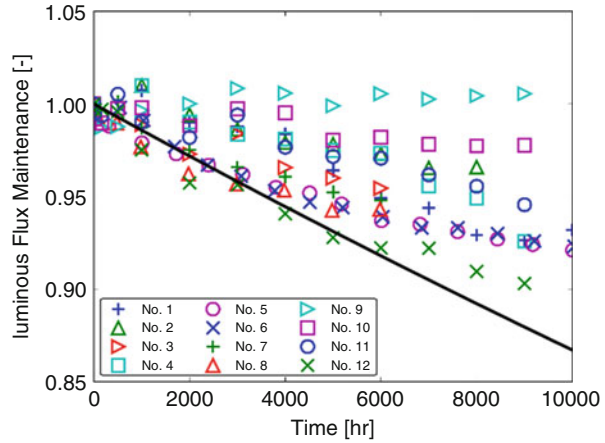 luminous Flux Maintenance [-]
1.05
1.00
0.95
0.90
0.85
No. 1 No. 5 No. 9
No. 2 No. 6 No. 10
No. 3 No. 7 No. 11
No. 4 No. 8 No. 12
0 2000 4000 6000 8000 10000
Time [hr]